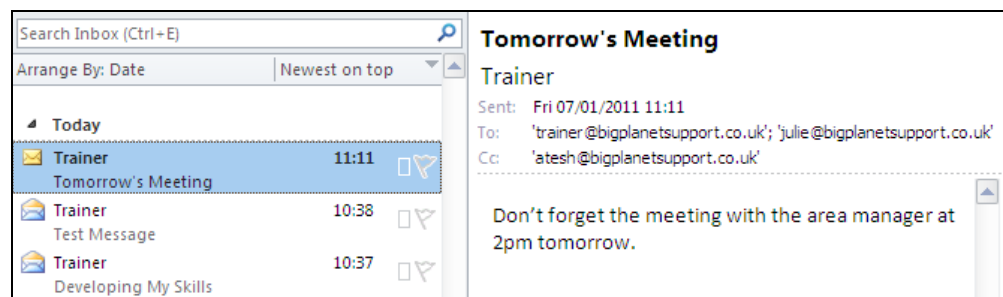 Search Inbox (Ctrl+E)
Arrange By: Date Newest on top
Today
Trainer 11:11
Tomorrow's Meeting
Trainer 10:38
Test Message
Trainer 10:37
Developing My Skills
Tomorrow's Meeting
Trainer
Sent: Fri 07/01/2011 11:11
To: 'trainer@bigplanetsupport.co.uk'; 'julie@bigplanetsupport.co.uk'
Cc: 'atesh@bigplanetsupport.co.uk'
Don't forget the meeting with the area manager at
2pm tomorrow.